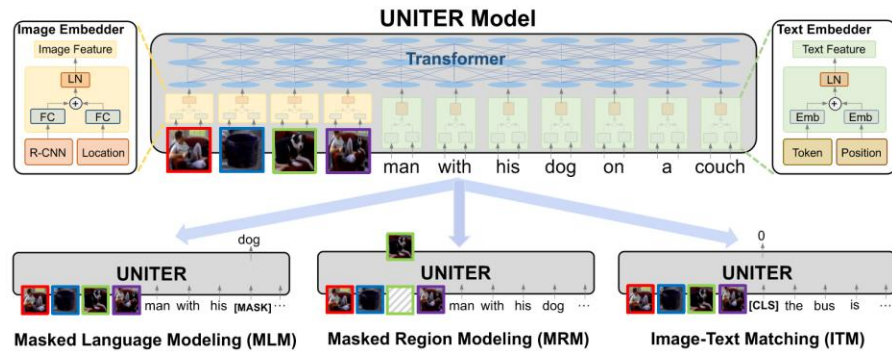 UNITER Model
Image Embedder
Image Feature
LN
FC
FC
R-CNN
Location
Transformer
man with his dog on a couch
Text Embedder
Text Feature
LN
Emb
Emb
Token
Position
dog
UNITER
man with his [MASK] ...
Masked Language Modeling (MLM)
UNITER
man with his dog ...
Masked Region Modeling (MRM)
0
UNITER
[CLS] the bus is ...
Image-Text Matching (ITM)